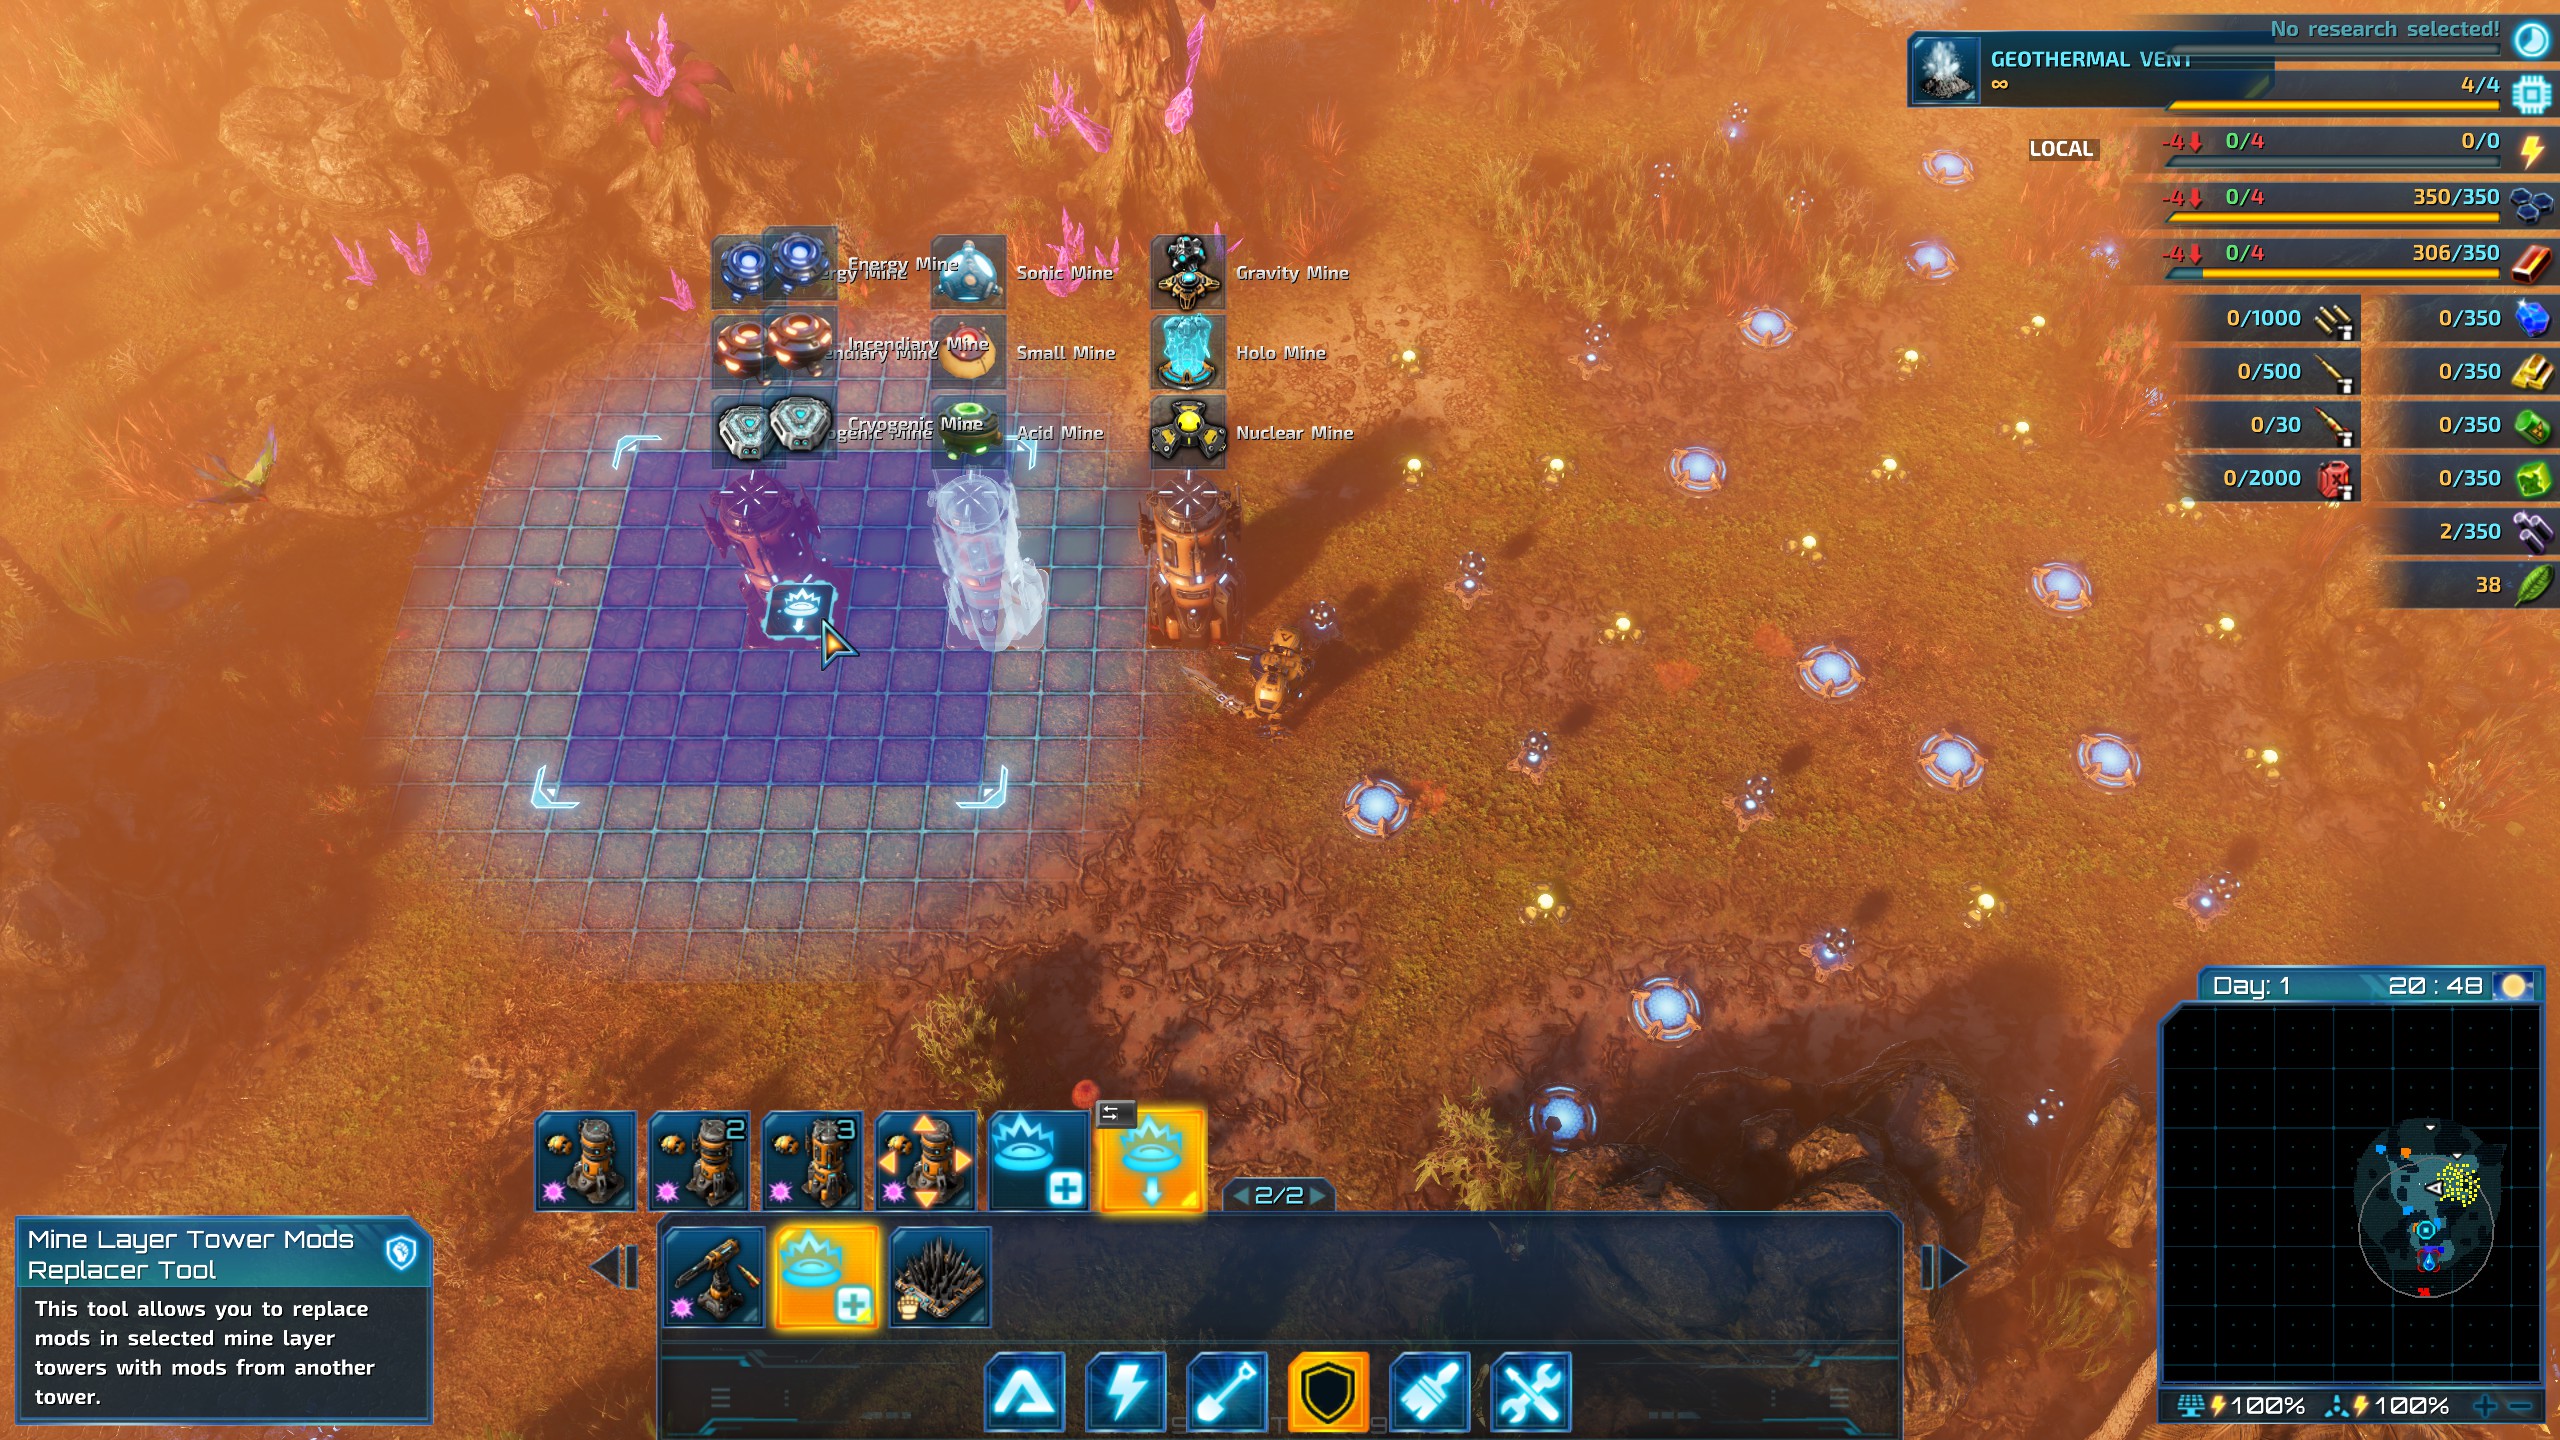 No research selected!
GEOTHERMAL VENT
∞
4/4
LOCAL
-4 0/4 0/0
-4 0/4 350/350
-4 0/4 306/350
0/1000 0/350
0/500 0/350
0/30 0/350
0/2000 0/350
2/350
38
Energy Mine
Sonic Mine
Gravity Mine
Incendiary Mine
Small Mine
Holo Mine
Cryogenic Mine
Acid Mine
Nuclear Mine
Day: 1 20:48
2
3
2/2
Mine Layer Tower Mods
Replacer Tool
This tool allows you to replace
mods in selected mine layer
towers with mods from another
tower.
100% 100%